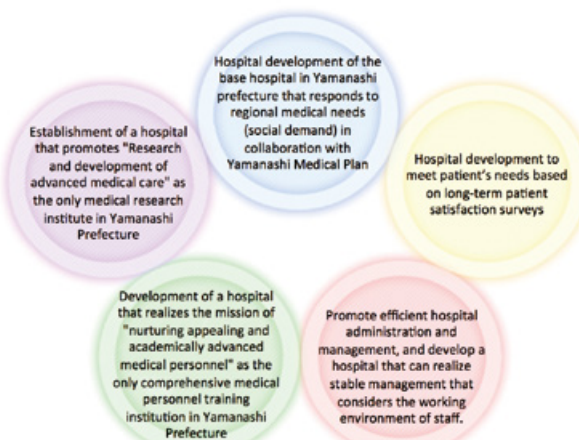 Hospital development of the
base hospital in Yamanashi
prefecture that responds to
regional medical needs
(social demand) in
collaboration with
Yamanashi Medical Plan
Establishment of a hospital
that promotes "Research
and development of
advanced medical care" as
the only medical research
institute in Yamanashi
Prefecture
Hospital development to
meet patient's needs based
on long-term patient
satisfaction surveys
Development of a hospital
that realizes the mission of
"nurturing appealing and
academically advanced
medical personnel" as the
only comprehensive medical
personnel training
institution in Yamanashi
Prefecture
Promote efficient hospital
administration and
management, and develop a
hospital that can realize
stable management that
considers the working
environment of staff.